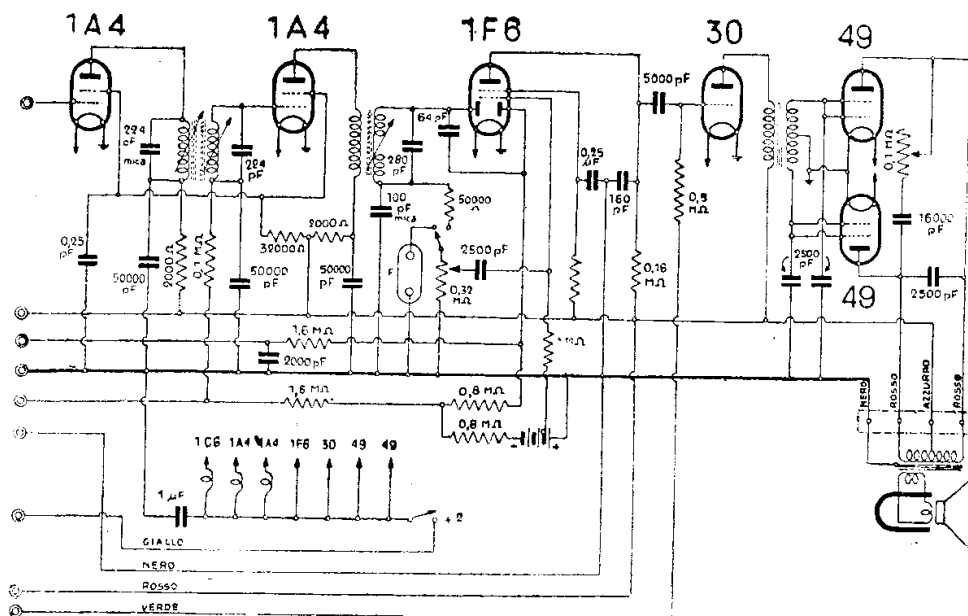 1A4
1A4
1F6
30
49
224 pF mica
224 pF
64 pF
280 pF
100 pF mica
50000 Ω
0,25 µF
160 pF
5000 pF
0,5 MΩ
0,1 MΩ
16000 pF
0,25 pF
50000 pF
2000 Ω
0,1 MΩ
50000 pF
32000 Ω
2000 Ω
50000 pF
F
0,32 MΩ
2500 pF
0,16 MΩ
2500 pF
49
2500 pF
1,6 MΩ
2000 pF
MΩ
1,6 MΩ
0,8 MΩ
0,8 MΩ
- +
NERO
ROSSO
AZZURRO
ROSSO
1C6 1A4 1A4 1F6 30 49 49
1 µF
+ 2
GIALLO
NERO
ROSSO
VERDE